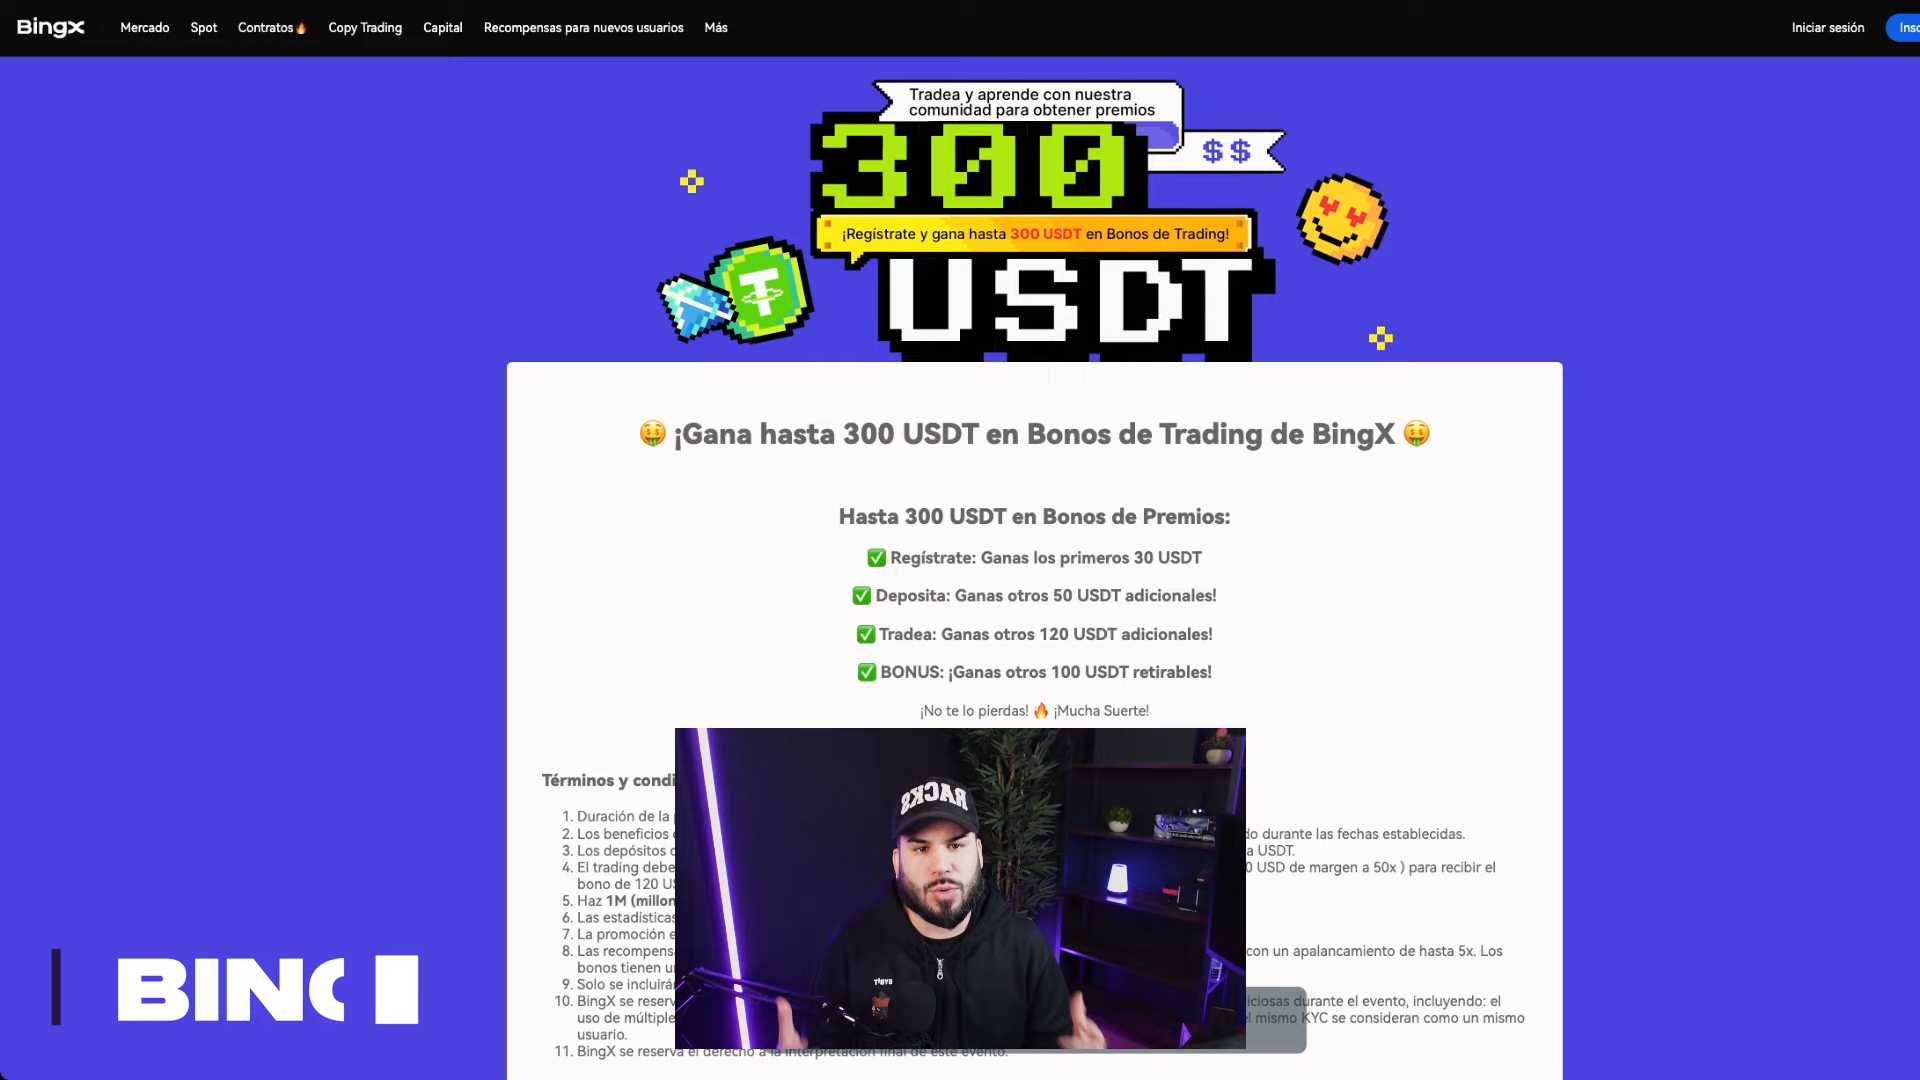 BingX
Mercado Spot Contratos🔥 Copy Trading Capital Recompensas para nuevos usuarios Más Iniciar sesión
Tradea y aprende con nuestra
comunidad para obtener premios
300
$$
¡Regístrate y gana hasta 300 USDT en Bonos de Trading!
USDT
🤑 ¡Gana hasta 300 USDT en Bonos de Trading de BingX 🤑
Hasta 300 USDT en Bonos de Premios:
✅ Regístrate: Ganas los primeros 30 USDT
✅ Deposita: Ganas otros 50 USDT adicionales!
✅ Tradea: Ganas otros 120 USDT adicionales!
✅ BONUS: ¡Ganas otros 100 USDT retirables!
¡No te lo pierdas! 🔥 ¡Mucha Suerte!
Términos y condi
1. Duración de la
2. Los beneficios do durante las fechas establecidas.
3. Los depósitos a USDT.
4. El trading debe 0 USD de margen a 50x ) para recibir el
bono de 120 US
5. Haz 1M (millon
6. Las estadísticas
7. La promoción e
8. Las recompensa con un apalancamiento de hasta 5x. Los
bonos tienen u
9. Solo se incluirá
10. BingX se reserv iciosas durante el evento, incluyendo: el
uso de múltiple el mismo KYC se consideran como un mismo
usuario.
11. BingX se reserva el derecho a la interpretación final de este evento.
RACKS
BING